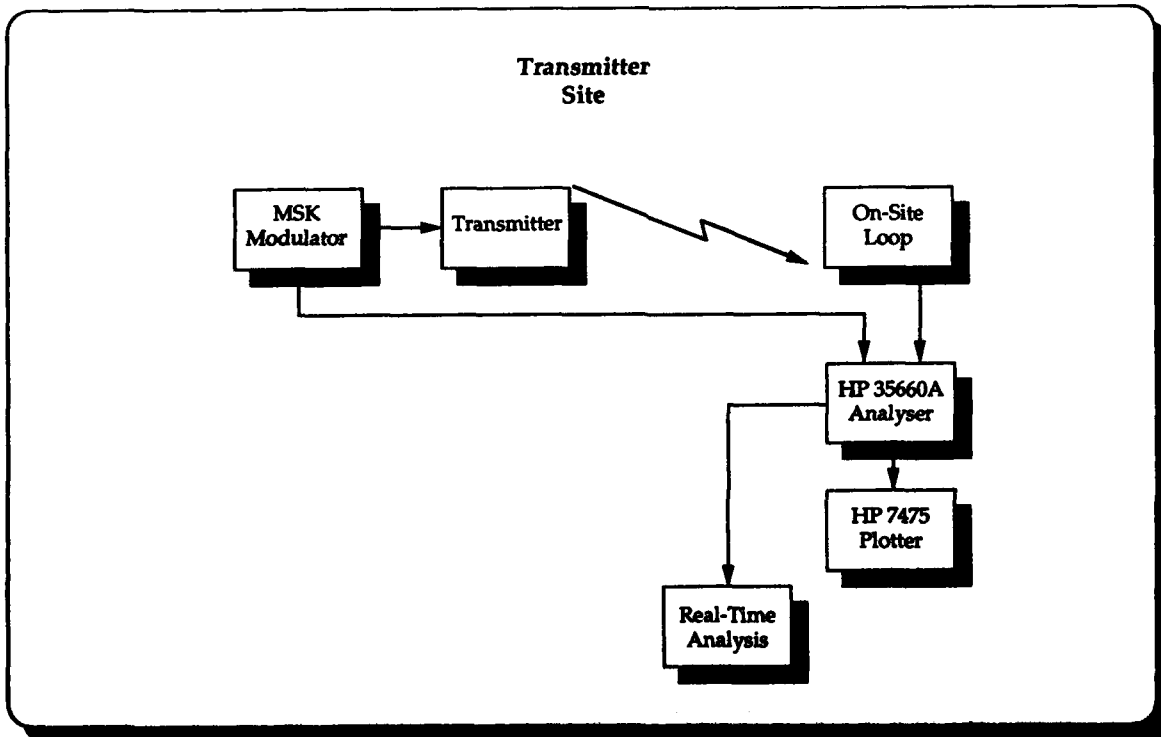 Transmitter
Site
MSK
Modulator
Transmitter
On-Site
Loop
HP 35660A
Analyser
HP 7475
Plotter
Real-Time
Analysis